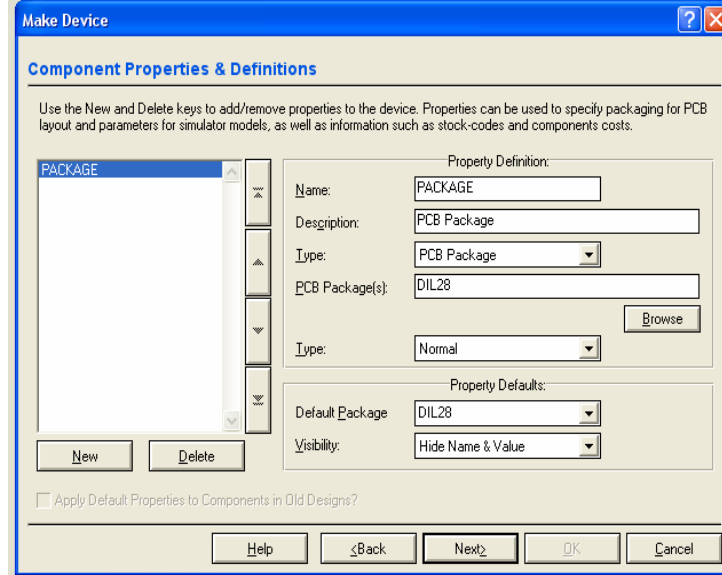 Make Device
Component Properties & Definitions
Use the New and Delete keys to add/remove properties to the device. Properties can be used to specify packaging for PCB
layout and parameters for simulator models, as well as information such as stock-codes and components costs.
PACKAGE
New
Delete
Property Definition:
Name: PACKAGE
Description: PCB Package
Type: PCB Package
PCB Package(s): DIL28
Browse
Type: Normal
Property Defaults:
Default Package DIL28
Visibility: Hide Name & Value
Apply Default Properties to Components in Old Designs?
Help <Back Next> OK Cancel